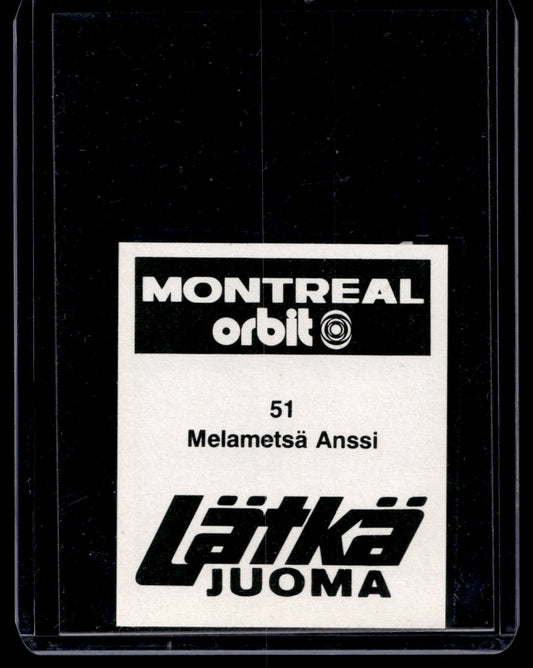 MONTREAL
orbit
51
Melametsä Anssi
Lätkä
JUOMA